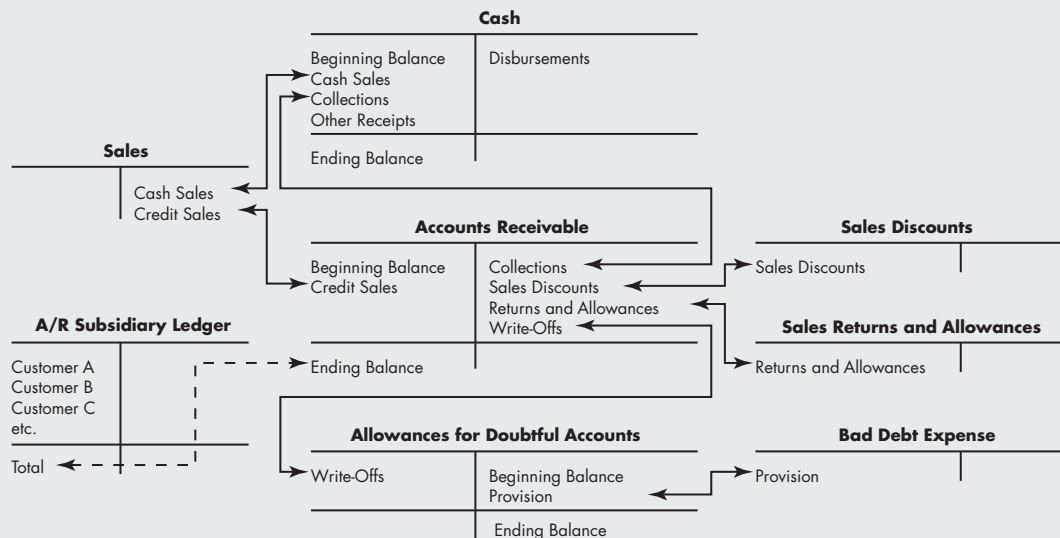 Cash
Beginning Balance
Cash Sales
Collections
Other Receipts
Disbursements
Ending Balance
Sales
Cash Sales
Credit Sales
Accounts Receivable
Beginning Balance
Credit Sales
Collections
Sales Discounts
Returns and Allowances
Write-Offs
Ending Balance
Sales Discounts
Sales Discounts
Sales Returns and Allowances
Returns and Allowances
A/R Subsidiary Ledger
Customer A
Customer B
Customer C
etc.
Total
Allowances for Doubtful Accounts
Write-Offs
Beginning Balance
Provision
Ending Balance
Bad Debt Expense
Provision